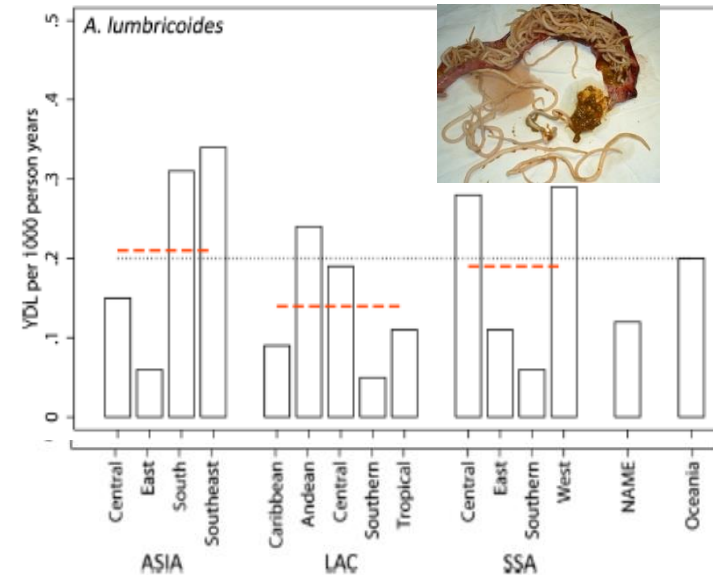 A. lumbricoides
YDL per 1000 person years
.5
.4
.3
.2
.1
0
Central
East
South
Southeast
Caribbean
Andean
Central
Southern
Tropical
Central
East
Southern
West
NAME
Oceania
ASIA
LAC
SSA